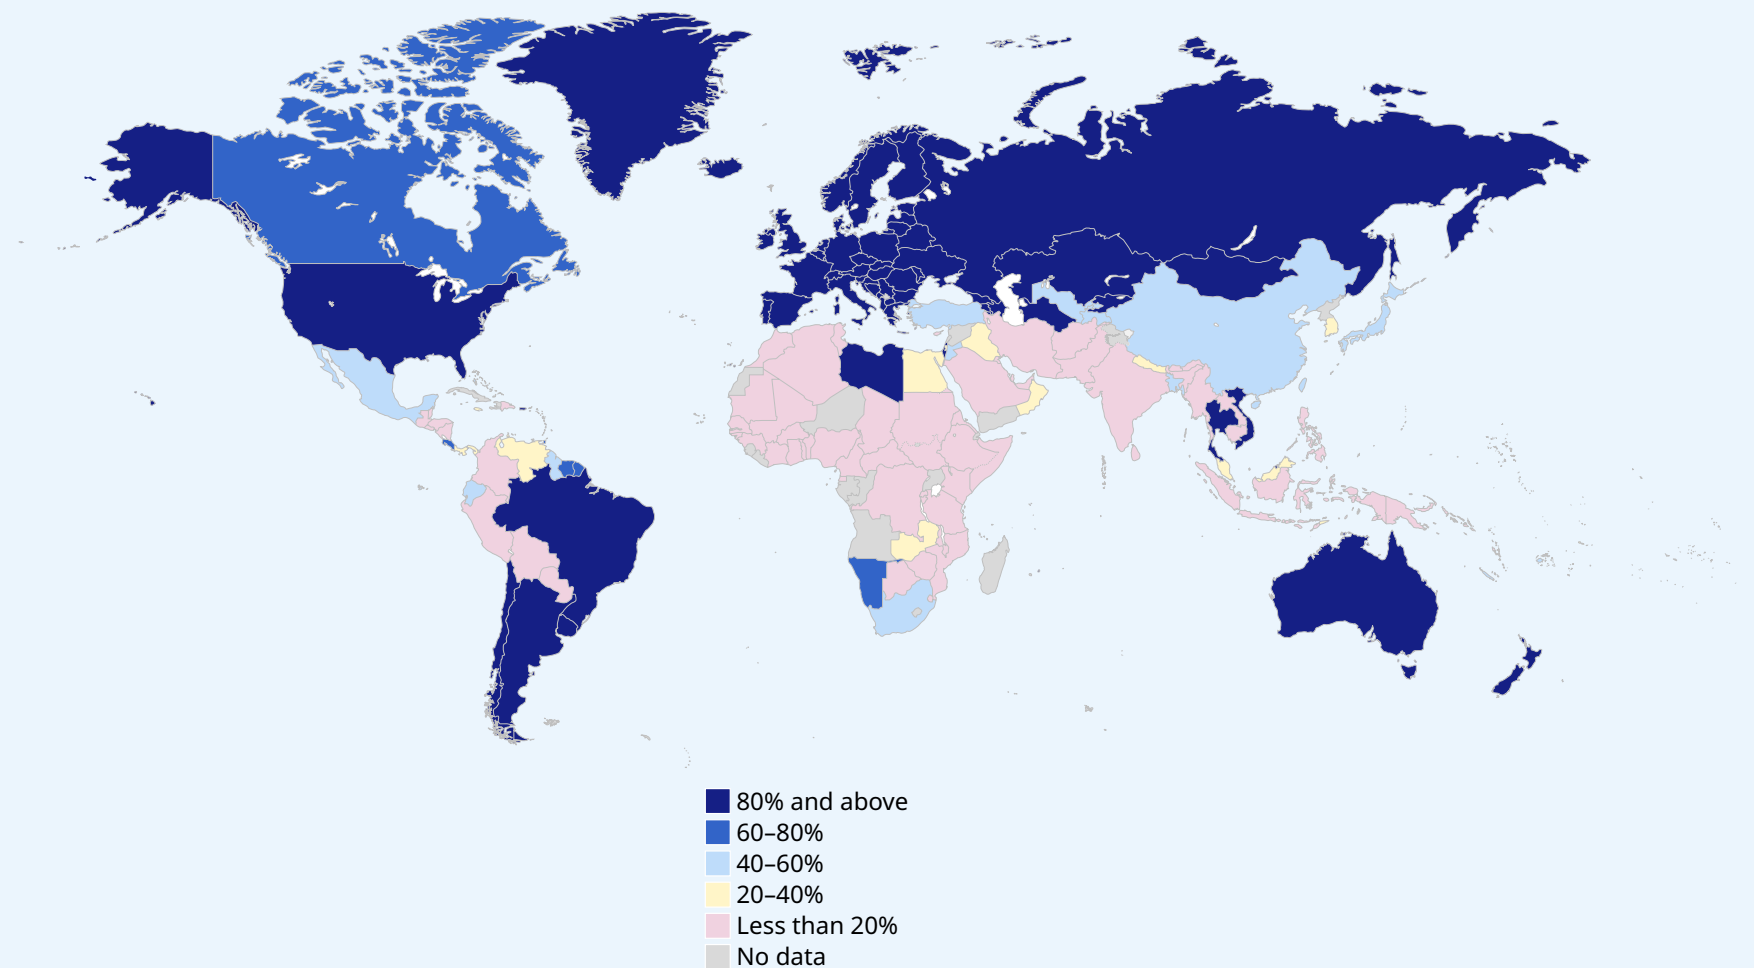 80% and above
60–80%
40–60%
20–40%
Less than 20%
No data